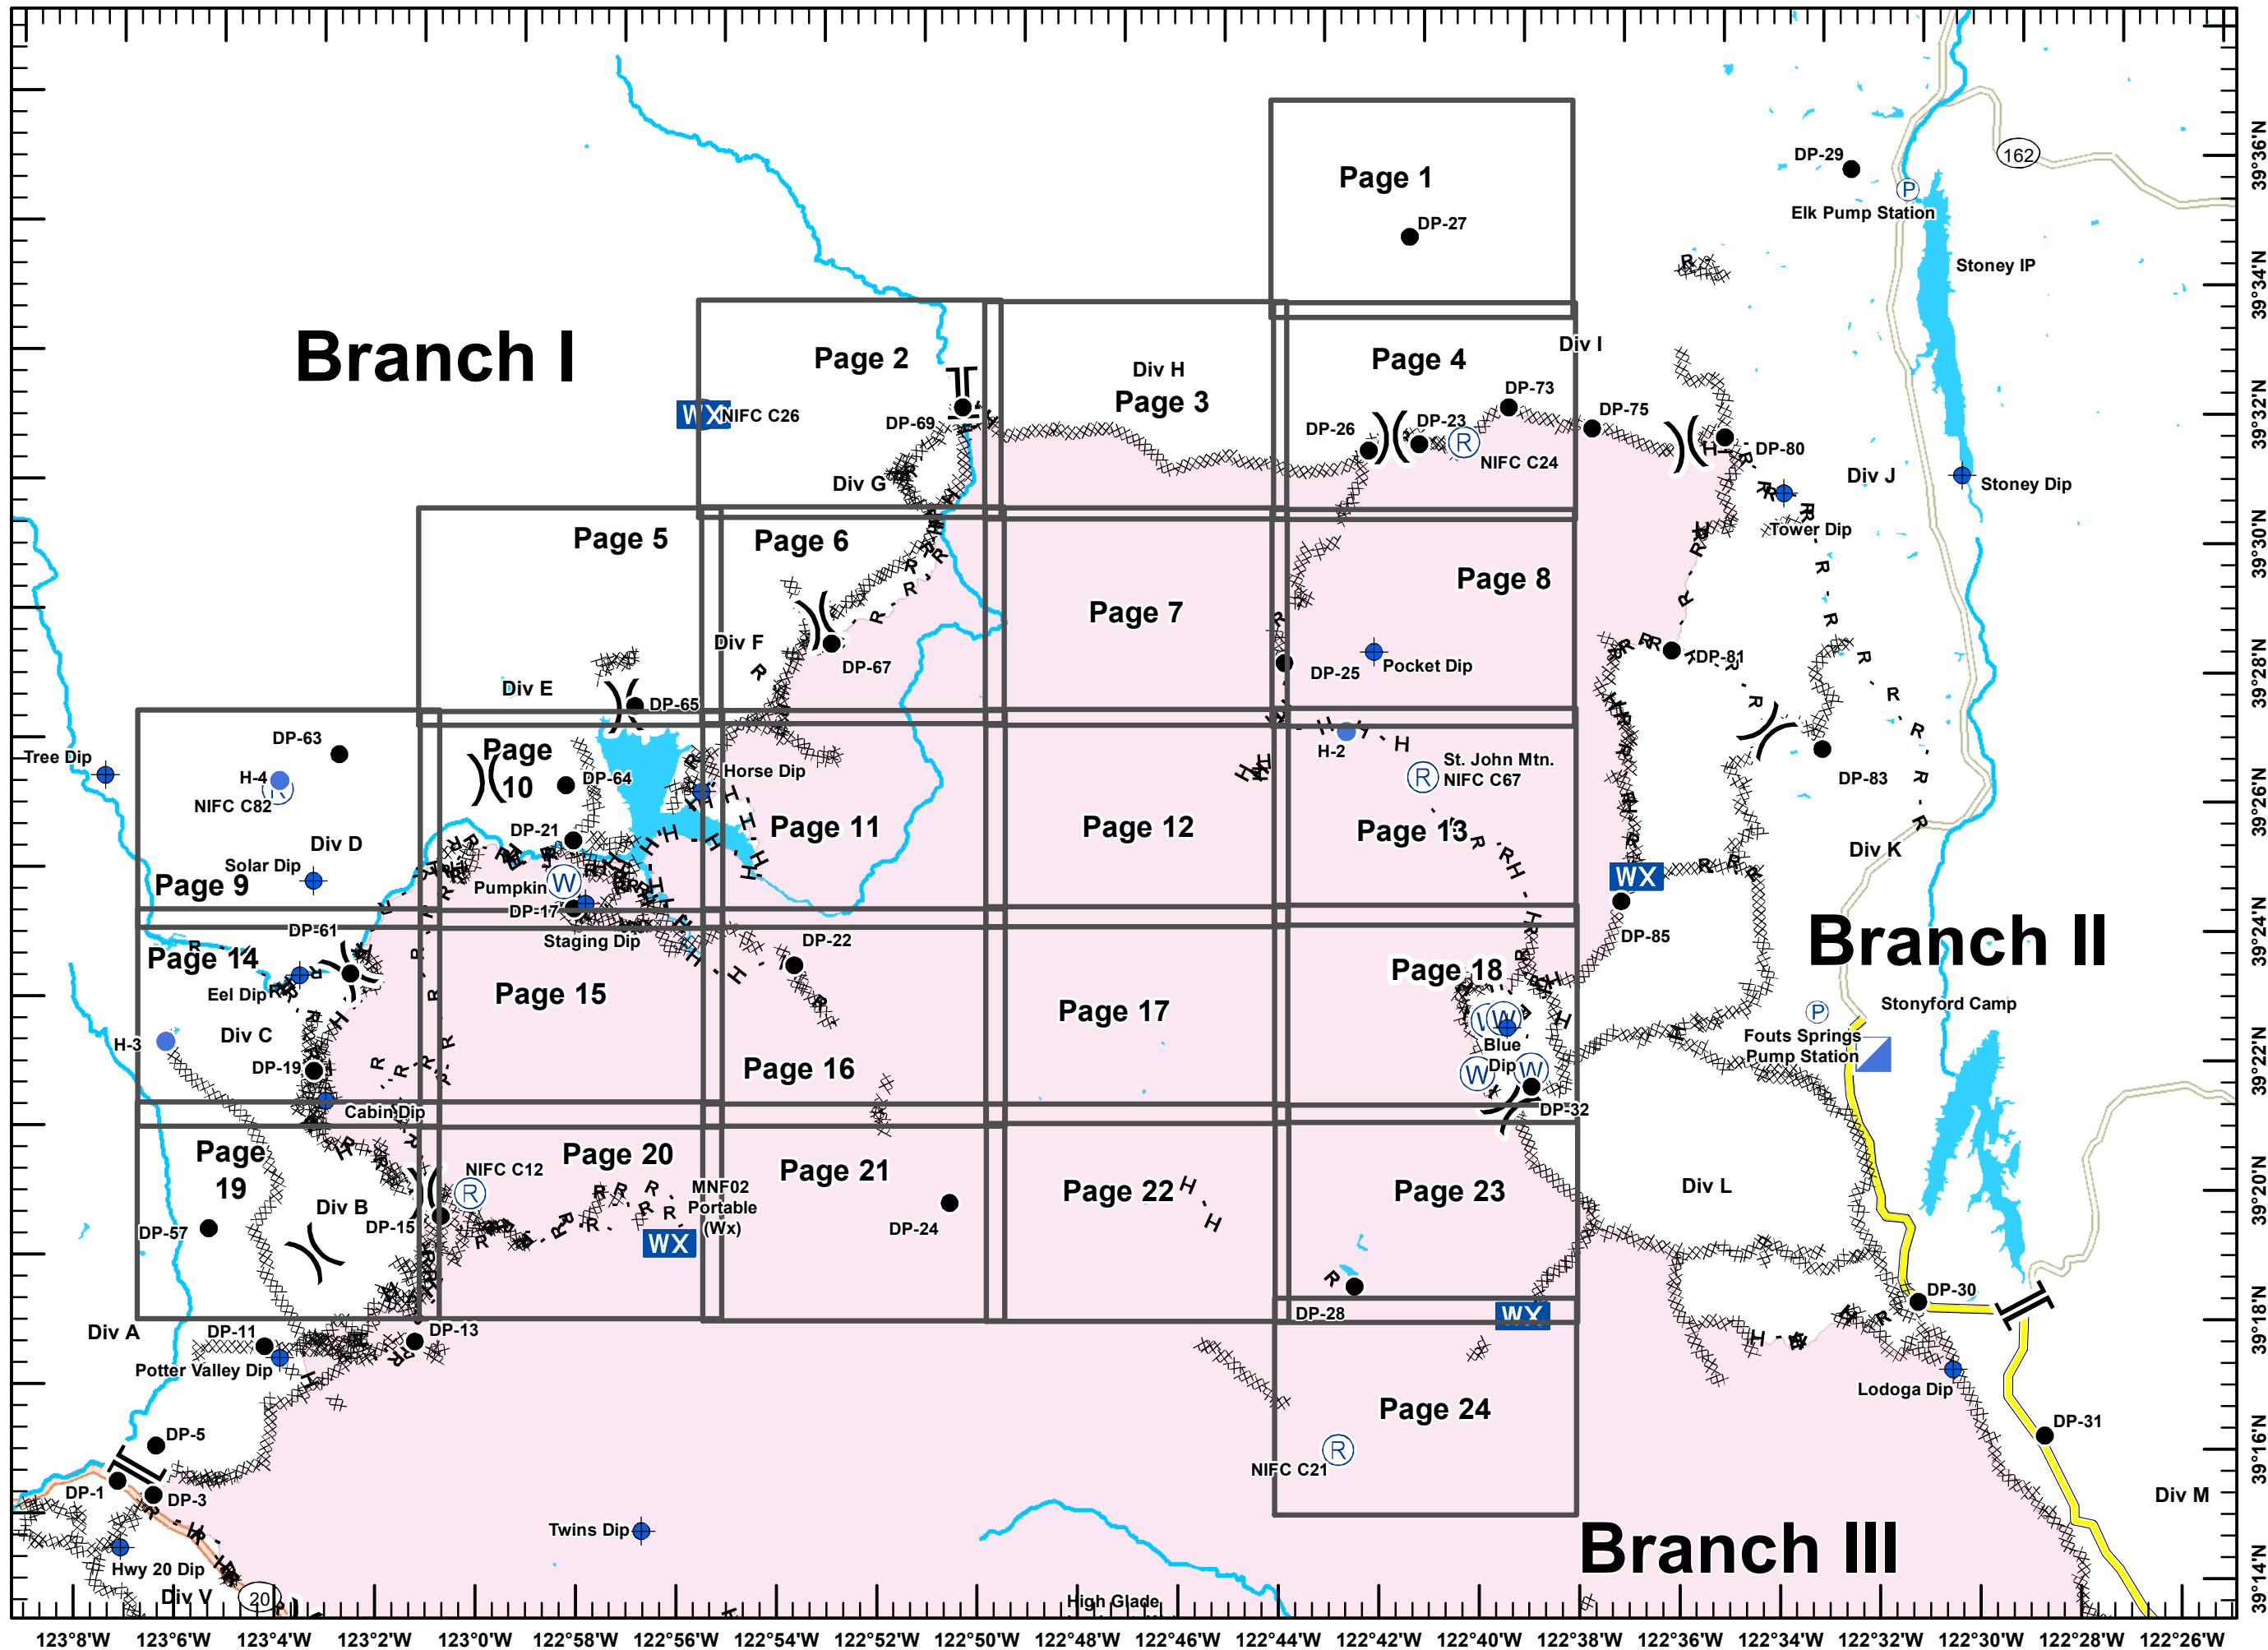 162
DP-29
Page 1
Elk Pump Station
P
DP-27
Stoney IP
R
Branch I
Page 2
Div H
Page 3
Page 4
Div I
WX
NIFC C26
DP-69
DP-26
DP-23
DP-73
DP-75
R
NIFC C24
DP-80
Div G
Div J
Stoney Dip
Tower Dip
Page 5
Page 6
Page 7
Page 8
Div F
DP-67
DP-25
Pocket Dip
DP-81
Div E
DP-65
DP-63
Tree Dip
H-4
NIFC C82
Page
10
DP-64
Horse Dip
H-2
St. John Mtn.
NIFC C67
R
DP-83
Div D
DP-21
Page 11
Page 12
Page 13
Solar Dip
Page 9
Pumpkin
W
DP-17
WX
Div K
Staging Dip
DP-61
DP-22
DP-85
Branch II
Page 14
Eel Dip
Page 15
Page 17
Page 18
Stonyford Camp
P
Fouts Springs
Pump Station
Div C
H-3
DP-19
Page 16
W
W
Blue
Dip
W
W
DP-32
Cabin Dip
Page
19
NIFC C12
R
Page 20
MNF02
Portable
(Wx)
WX
Page 21
Page 22
Page 23
Div L
Div B
DP-57
DP-15
DP-24
DP-28
WX
DP-30
Div A
DP-11
DP-13
Potter Valley Dip
Lodoga Dip
Page 24
R
NIFC C21
DP-31
DP-5
DP-1
DP-3
Div M
Twins Dip
Branch III
Hwy 20 Dip
Div V
20
High Glade
39°36'N
39°34'N
39°32'N
39°30'N
39°28'N
39°26'N
39°24'N
39°22'N
39°20'N
39°18'N
39°16'N
39°14'N
123°8'W 123°6'W 123°4'W 123°2'W 123°0'W 122°58'W 122°56'W 122°54'W 122°52'W 122°50'W 122°48'W 122°46'W 122°44'W 122°42'W 122°40'W 122°38'W 122°36'W 122°34'W 122°32'W 122°30'W 122°28'W 122°26'W